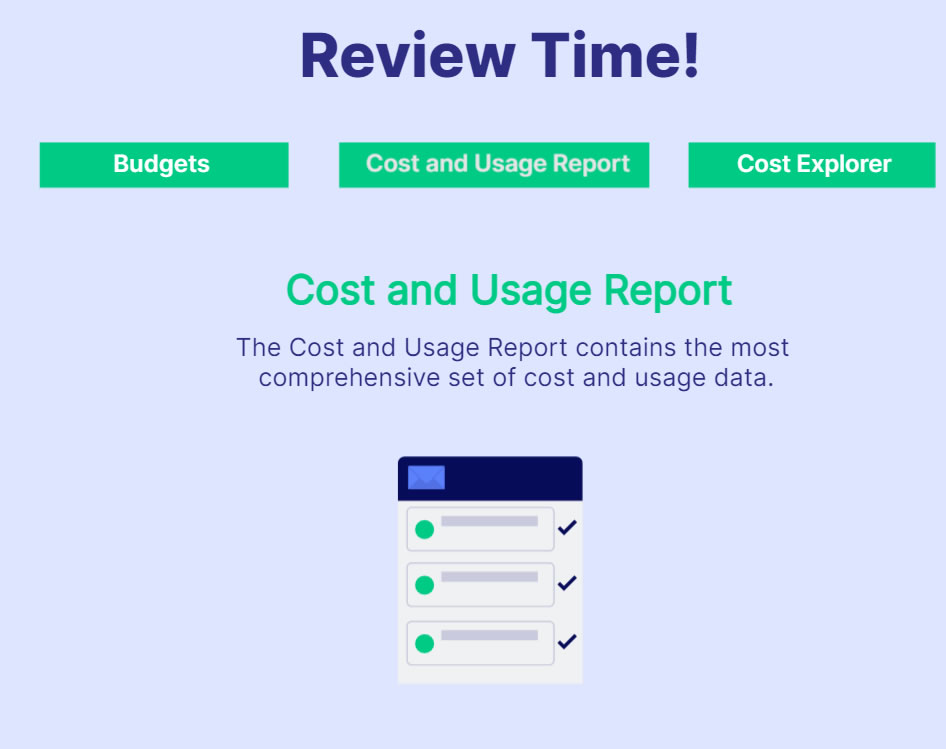 Review Time!
Budgets
Cost and Usage Report
Cost Explorer
Cost and Usage Report
The Cost and Usage Report contains the most
comprehensive set of cost and usage data.